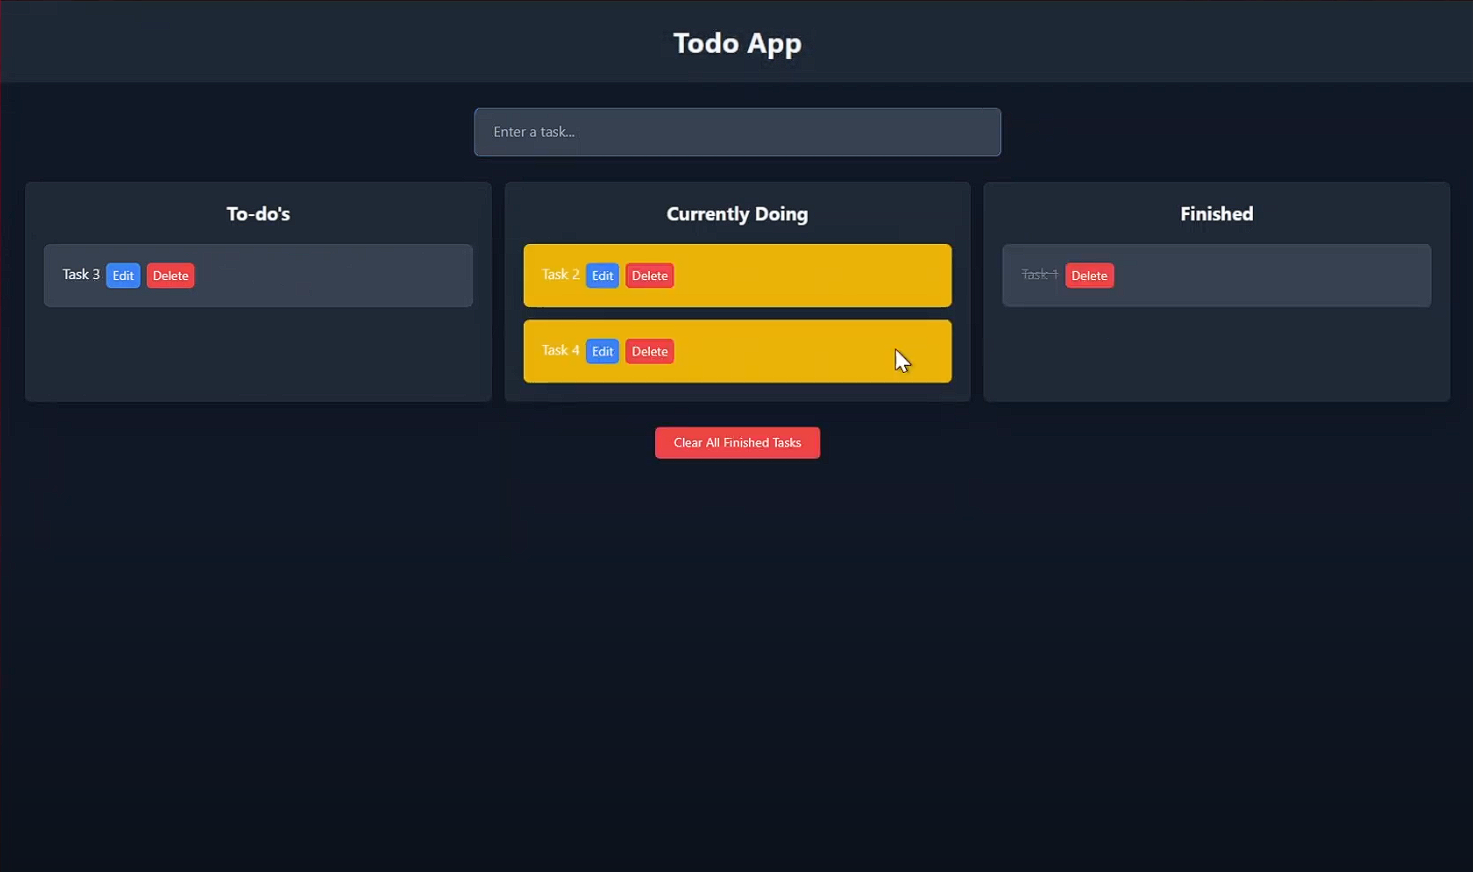 Todo App
Enter a task...
To-do's
Task 3 Edit Delete
Currently Doing
Task 2 Edit Delete
Task 4 Edit Delete
Finished
Task 1 Delete
Clear All Finished Tasks